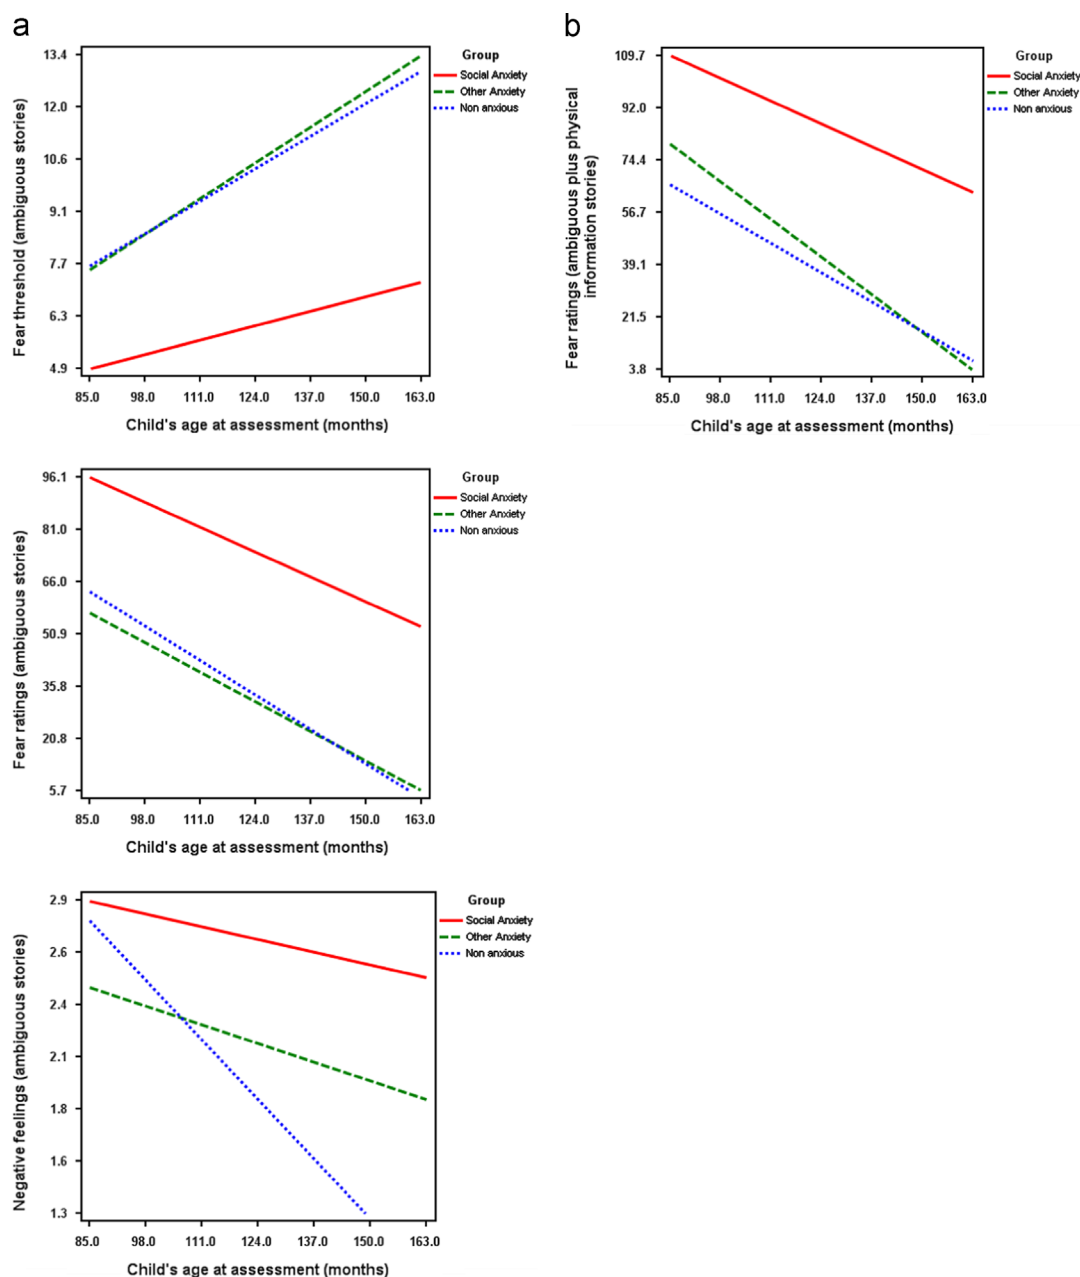 a
13.4
12.0
10.6
9.1
7.7
6.3
4.9
Fear threshold (ambiguous stories)
85.0 98.0 111.0 124.0 137.0 150.0 163.0
Child's age at assessment (months)
Group
Social Anxiety
Other Anxiety
Non anxious
b
109.7
92.0
74.4
56.7
39.1
21.5
3.8
Fear ratings (ambiguous plus physical
information stories)
85.0 98.0 111.0 124.0 137.0 150.0 163.0
Child's age at assessment (months)
Group
Social Anxiety
Other Anxiety
Non anxious
96.1
81.0
66.0
50.9
35.8
20.8
5.7
Fear ratings (ambiguous stories)
85.0 98.0 111.0 124.0 137.0 150.0 163.0
Child's age at assessment (months)
Group
Social Anxiety
Other Anxiety
Non anxious
2.9
2.6
2.4
2.1
1.8
1.6
1.3
Negative feelings (ambiguous stories)
85.0 98.0 111.0 124.0 137.0 150.0 163.0
Child's age at assessment (months)
Group
Social Anxiety
Other Anxiety
Non anxious